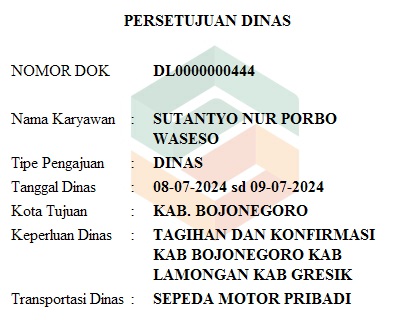 PERSETUJUAN DINAS
NOMOR DOK DL0000000444
Nama Karyawan : SUTANTYO NUR PORBO
WASESO
Tipe Pengajuan : DINAS
Tanggal Dinas : 08-07-2024 sd 09-07-2024
Kota Tujuan : KAB. BOJONEGORO
Keperluan Dinas : TAGIHAN DAN KONFIRMASI
KAB BOJONEGORO KAB
LAMONGAN KAB GRESIK
Transportasi Dinas : SEPEDA MOTOR PRIBADI